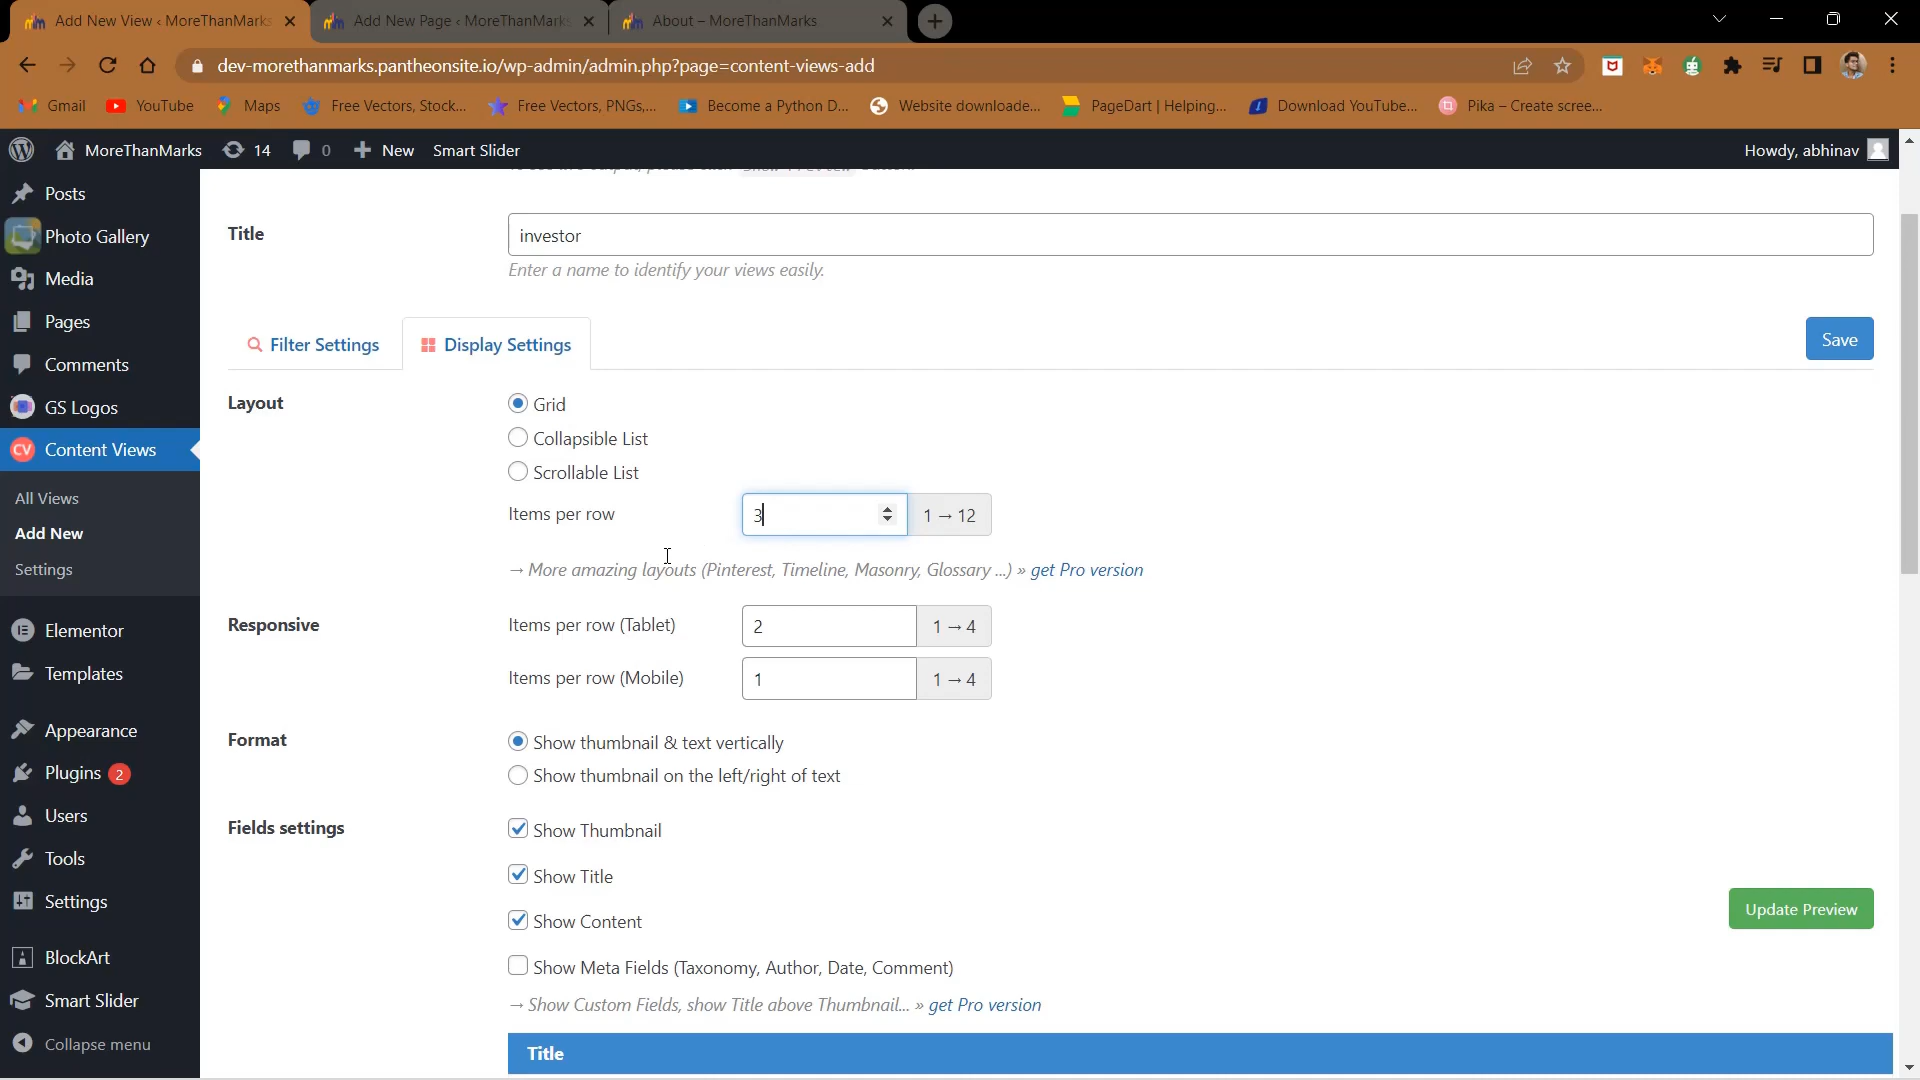 Add New View ‹ MoreThanMarks
Add New Page ‹ MoreThanMarks
About – MoreThanMarks
dev-morethanmarks.pantheonsite.io/wp-admin/admin.php?page=content-views-add
Gmail
YouTube
Maps
Free Vectors, Stock...
Free Vectors, PNGs,...
Become a Python D...
Website downloade...
PageDart | Helping...
Download YouTube...
Pika – Create scree...
MoreThanMarks
14
0
New
Smart Slider
Howdy, abhinav
Posts
Photo Gallery
Media
Pages
Comments
GS Logos
CV Content Views
All Views
Add New
Settings
Elementor
Templates
Appearance
Plugins 2
Users
Tools
Settings
BlockArt
Smart Slider
Collapse menu
Title
investor
Enter a name to identify your views easily.
Filter Settings
Display Settings
Save
Layout
Grid
Collapsible List
Scrollable List
Items per row
3
1 → 12
→ More amazing layouts (Pinterest, Timeline, Masonry, Glossary ...) » get Pro version
Responsive
Items per row (Tablet)
2
1 → 4
Items per row (Mobile)
1
1 → 4
Format
Show thumbnail & text vertically
Show thumbnail on the left/right of text
Fields settings
Show Thumbnail
Show Title
Show Content
Update Preview
Show Meta Fields (Taxonomy, Author, Date, Comment)
→ Show Custom Fields, show Title above Thumbnail... » get Pro version
Title